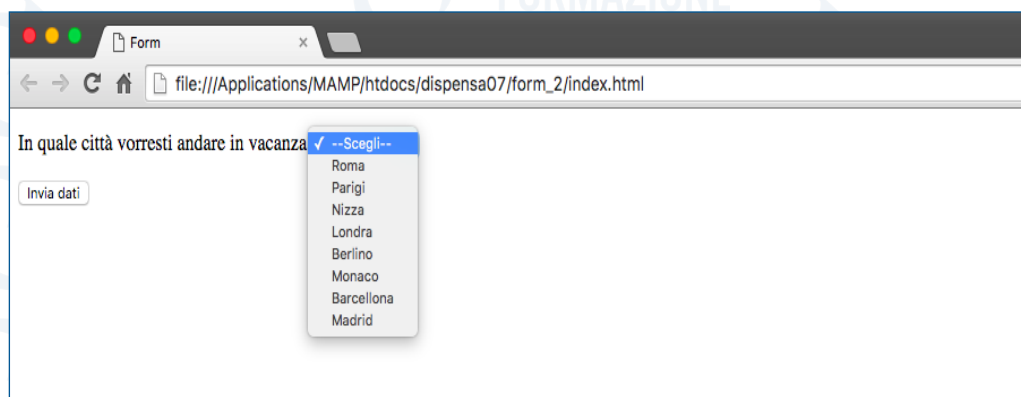 FORMAZIONE
Form
file:///Applications/MAMP/htdocs/dispensa07/form_2/index.html
In quale città vorresti andare in vacanza
✓ --Scegli--
Roma
Parigi
Nizza
Londra
Berlino
Monaco
Barcellona
Madrid
Invia dati